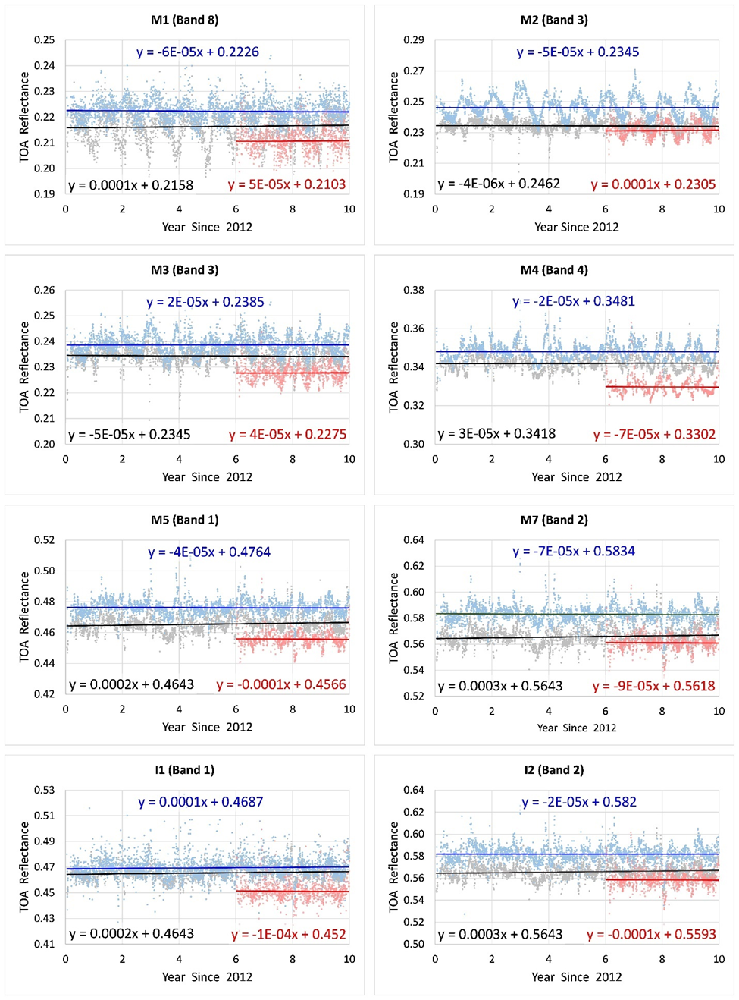 M1 (Band 8)
TOA Reflectance
0.25
0.24
0.23
0.22
0.21
0.20
0.19
y = -6E-05x + 0.2226
y = 0.0001x + 0.2158
y = 5E-05x + 0.2103
0 2 4 6 8 10
Year Since 2012
M2 (Band 3)
TOA Reflectance
0.29
0.27
0.25
0.23
0.21
0.19
y = -5E-05x + 0.2345
y = -4E-06x + 0.2462
y = 0.0001x + 0.2305
0 2 4 6 8 10
Year Since 2012
M3 (Band 3)
TOA Reflectance
0.26
0.25
0.24
0.23
0.22
0.21
0.20
y = 2E-05x + 0.2385
y = -5E-05x + 0.2345
y = 4E-05x + 0.2275
0 2 4 6 8 10
Year Since 2012
M4 (Band 4)
TOA Reflectance
0.38
0.36
0.34
0.32
0.30
y = -2E-05x + 0.3481
y = 3E-05x + 0.3418
y = -7E-05x + 0.3302
0 2 4 6 8 10
Year Since 2012
M5 (Band 1)
TOA Reflectance
0.52
0.50
0.48
0.46
0.44
0.42
y = -4E-05x + 0.4764
y = 0.0002x + 0.4643
y = -0.0001x + 0.4566
0 2 4 6 8 10
Year Since 2012
M7 (Band 2)
TOA Reflectance
0.64
0.62
0.60
0.58
0.56
0.54
0.52
y = -7E-05x + 0.5834
y = 0.0003x + 0.5643
y = -9E-05x + 0.5618
0 2 4 6 8 10
Year Since 2012
I1 (Band 1)
TOA Reflectance
0.53
0.51
0.49
0.47
0.45
0.43
0.41
y = 0.0001x + 0.4687
y = 0.0002x + 0.4643
y = -1E-04x + 0.452
0 2 4 6 8 10
Year Since 2012
I2 (Band 2)
TOA Reflectance
0.64
0.62
0.60
0.58
0.56
0.54
0.52
0.50
y = -2E-05x + 0.582
y = 0.0003x + 0.5643
y = -0.0001x + 0.5593
0 2 4 6 8 10
Year Since 2012